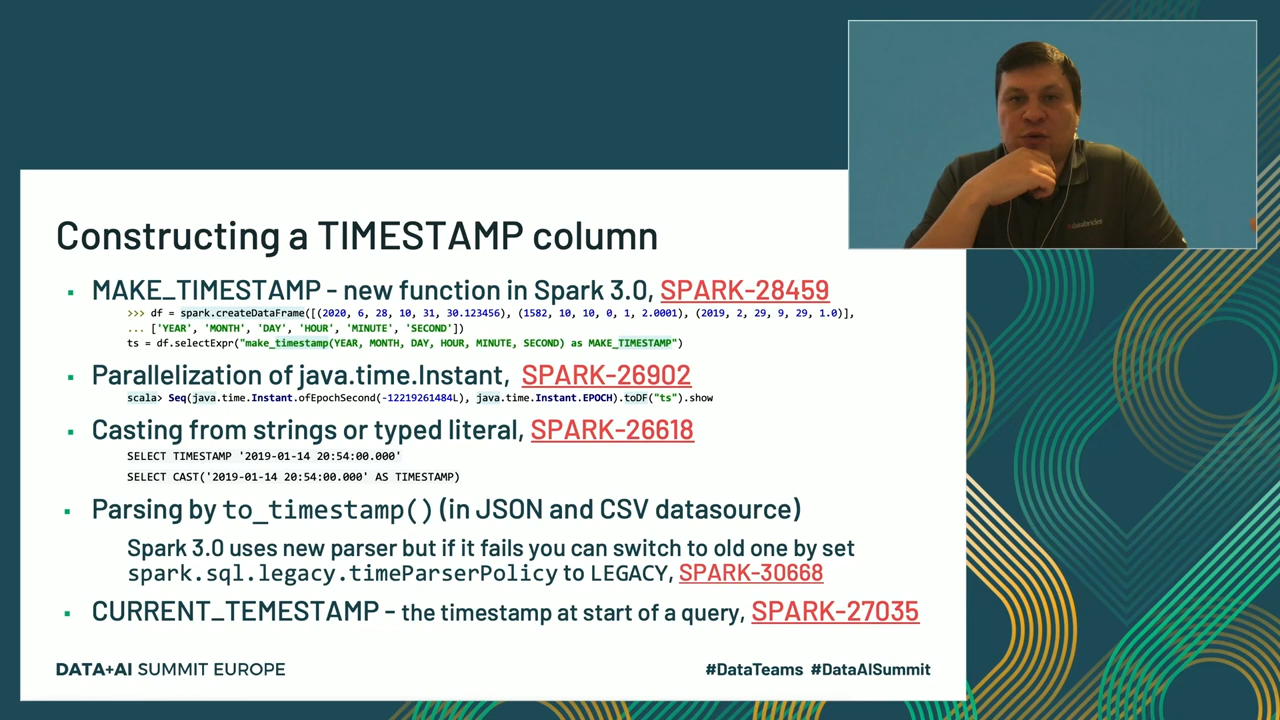 databricks
Constructing a TIMESTAMP column
▪ MAKE_TIMESTAMP - new function in Spark 3.0, SPARK-28459
>>> df = spark.createDataFrame([(2020, 6, 28, 10, 31, 30.123456), (1582, 10, 10, 0, 1, 2.0001), (2019, 2, 29, 9, 29, 1.0)],
... ['YEAR', 'MONTH', 'DAY', 'HOUR', 'MINUTE', 'SECOND'])
ts = df.selectExpr("make_timestamp(YEAR, MONTH, DAY, HOUR, MINUTE, SECOND) as MAKE_TIMESTAMP")
▪ Parallelization of java.time.Instant, SPARK-26902
scala> Seq(java.time.Instant.ofEpochSecond(-12219261484L), java.time.Instant.EPOCH).toDF("ts").show
▪ Casting from strings or typed literal, SPARK-26618
SELECT TIMESTAMP '2019-01-14 20:54:00.000'
SELECT CAST('2019-01-14 20:54:00.000' AS TIMESTAMP)
▪ Parsing by to_timestamp() (in JSON and CSV datasource)
Spark 3.0 uses new parser but if it fails you can switch to old one by set
spark.sql.legacy.timeParserPolicy to LEGACY, SPARK-30668
▪ CURRENT_TEMESTAMP - the timestamp at start of a query, SPARK-27035
DATA+AI SUMMIT EUROPE
#DataTeams #DataAISummit